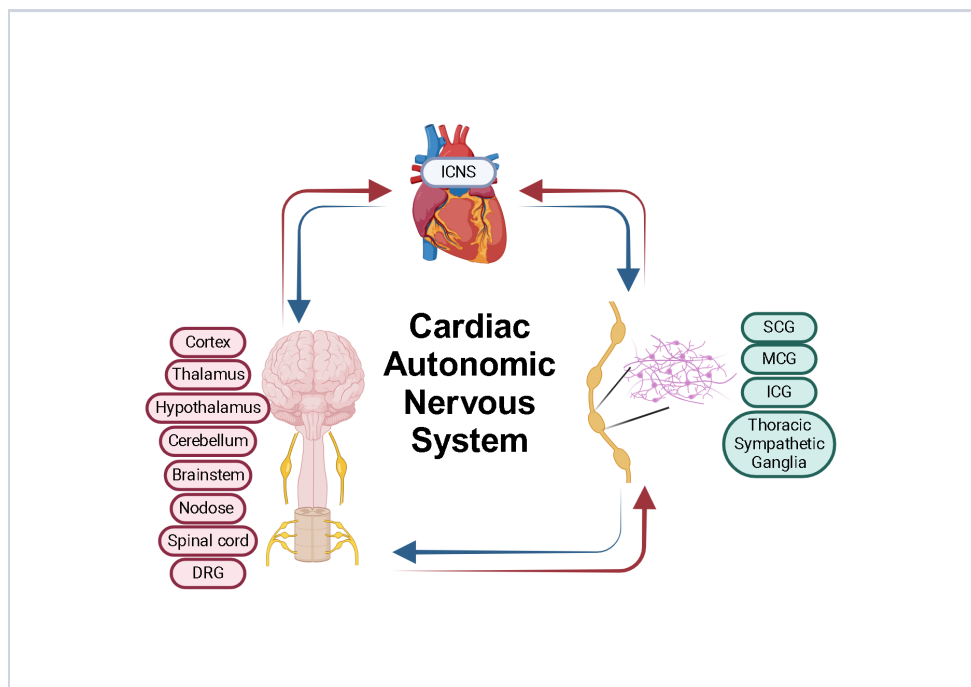 ICNS
Cardiac
Autonomic
Nervous
System
Cortex
Thalamus
Hypothalamus
Cerebellum
Brainstem
Nodose
Spinal cord
DRG
SCG
MCG
ICG
Thoracic
Sympathetic
Ganglia